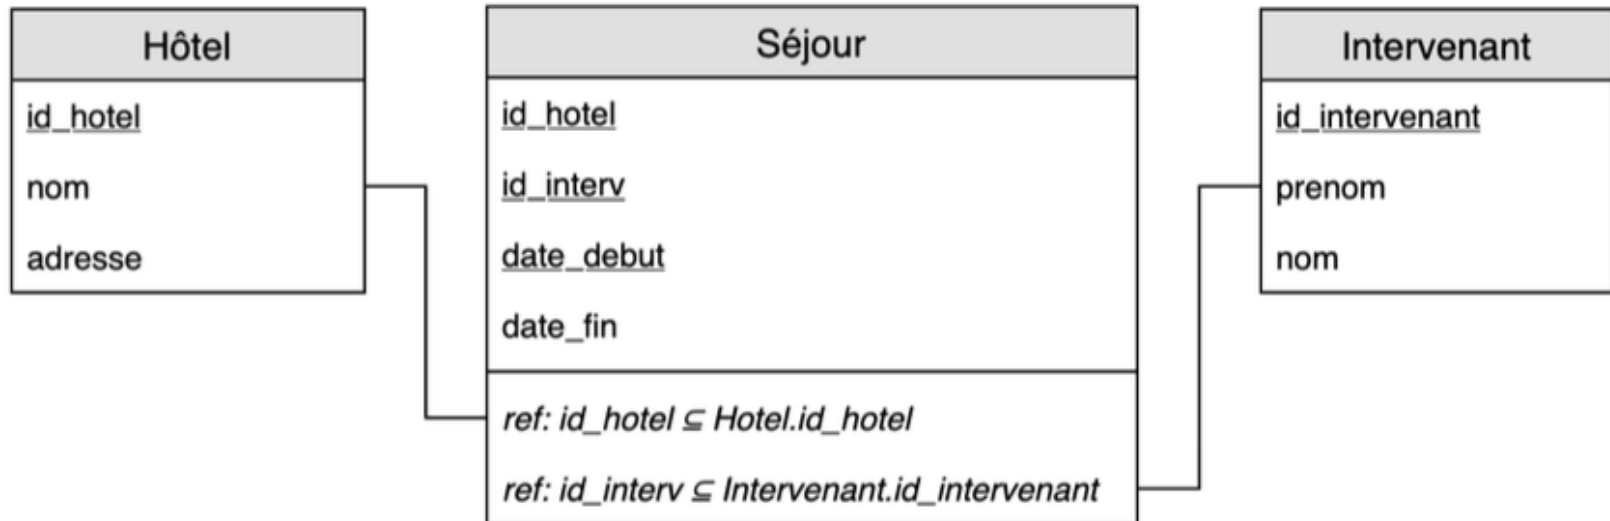 Hôtel
id_hotel
nom
adresse
Séjour
id_hotel
id_interv
date_debut
date_fin
ref: id_hotel ⊆ Hotel.id_hotel
ref: id_interv ⊆ Intervenant.id_intervenant
Intervenant
id_intervenant
prenom
nom